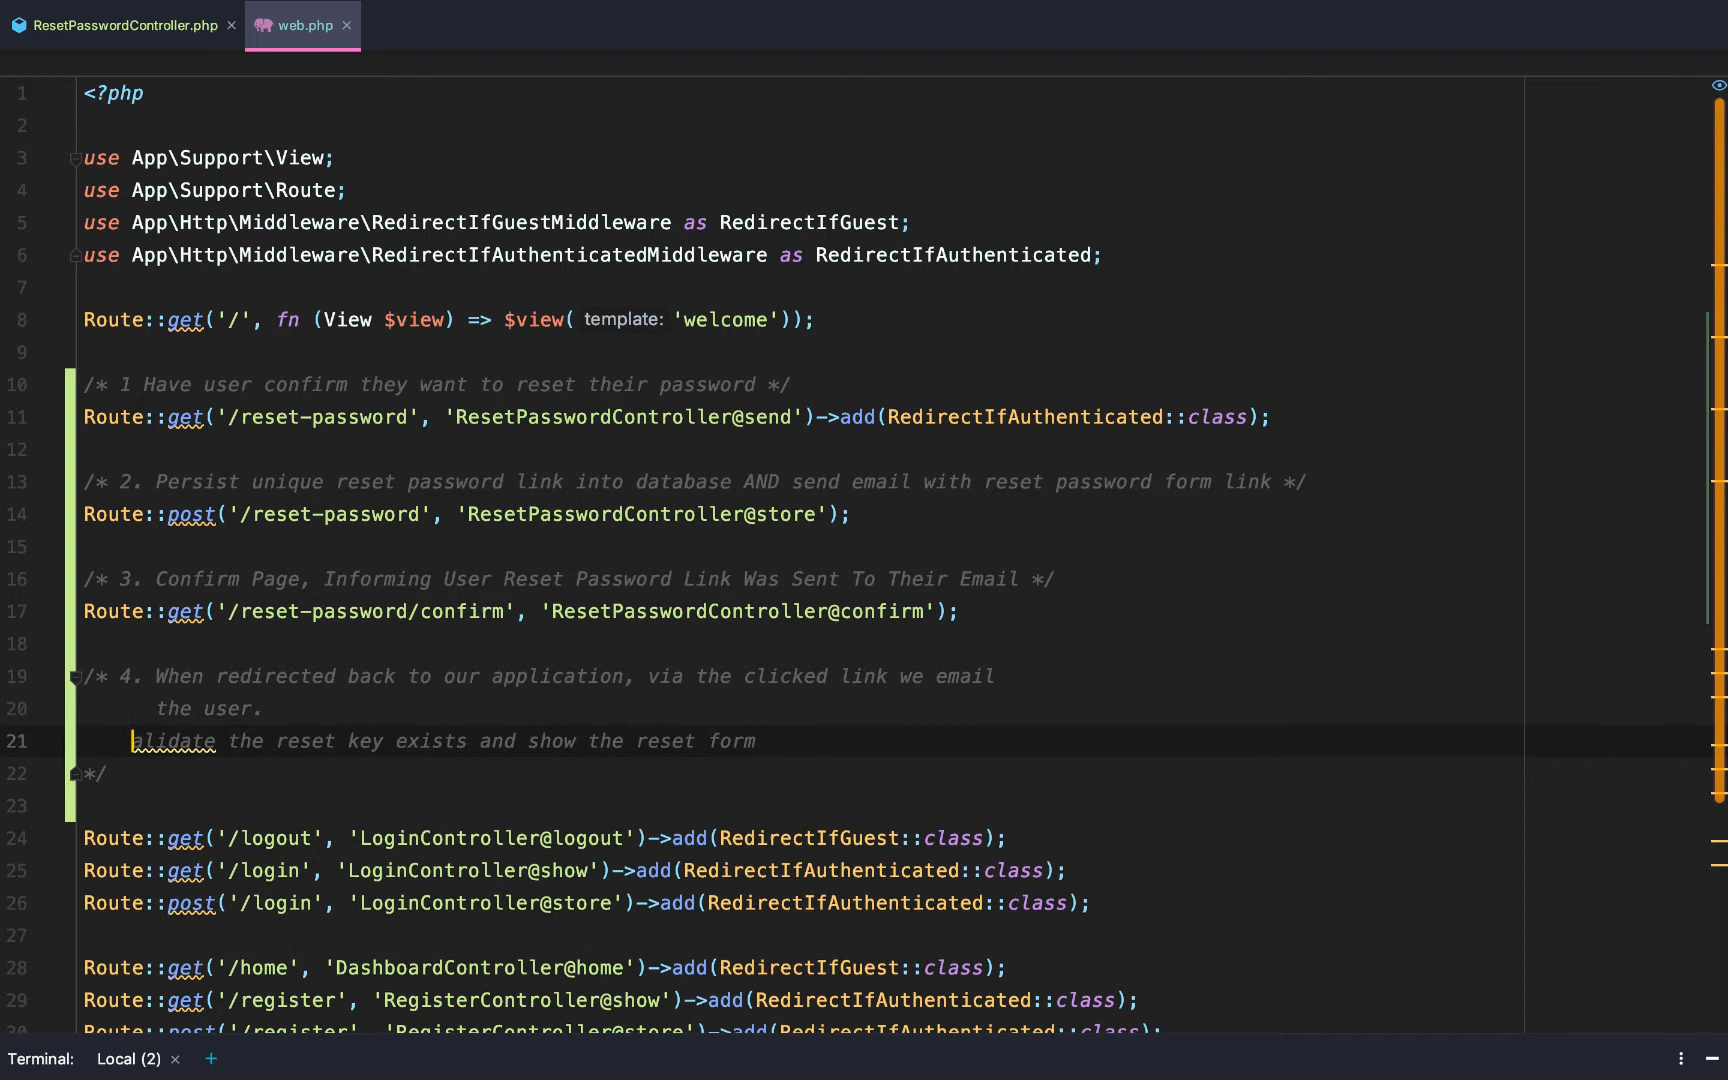 ResetPasswordController.php × web.php ×
1 <?php
2
3 use App\Support\View;
4 use App\Support\Route;
5 use App\Http\Middleware\RedirectIfGuestMiddleware as RedirectIfGuest;
6 use App\Http\Middleware\RedirectIfAuthenticatedMiddleware as RedirectIfAuthenticated;
7
8 Route::get('/', fn (View $view) => $view( template: 'welcome'));
9
10 /* 1 Have user confirm they want to reset their password */
11 Route::get('/reset-password', 'ResetPasswordController@send')->add(RedirectIfAuthenticated::class);
12
13 /* 2. Persist unique reset password link into database AND send email with reset password form link */
14 Route::post('/reset-password', 'ResetPasswordController@store');
15
16 /* 3. Confirm Page, Informing User Reset Password Link Was Sent To Their Email */
17 Route::get('/reset-password/confirm', 'ResetPasswordController@confirm');
18
19 /* 4. When redirected back to our application, via the clicked link we email
20 the user.
21 alidate the reset key exists and show the reset form
22 */
23
24 Route::get('/logout', 'LoginController@logout')->add(RedirectIfGuest::class);
25 Route::get('/login', 'LoginController@show')->add(RedirectIfAuthenticated::class);
26 Route::post('/login', 'LoginController@store')->add(RedirectIfAuthenticated::class);
27
28 Route::get('/home', 'DashboardController@home')->add(RedirectIfGuest::class);
29 Route::get('/register', 'RegisterController@show')->add(RedirectIfAuthenticated::class);
30 Route::post('/register', 'RegisterController@store')->add(RedirectIfAuthenticated::class);
Terminal: Local (2) × +